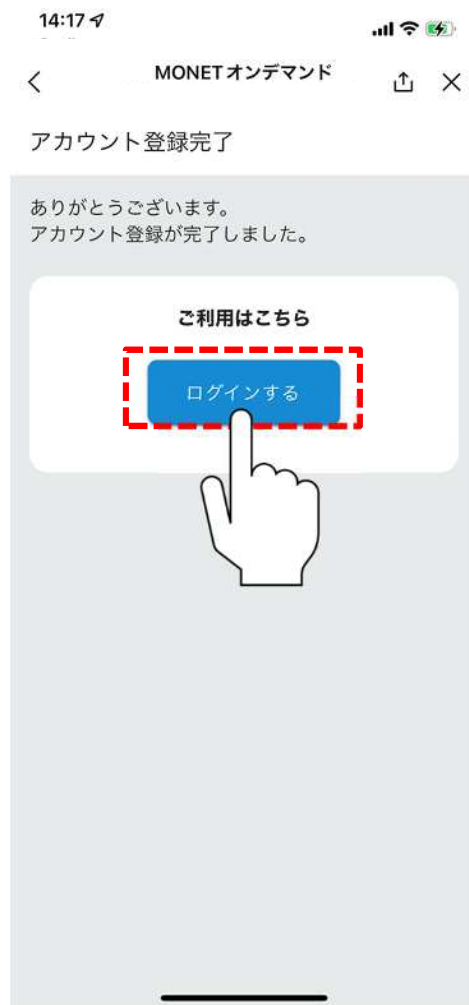 14:17
MONETオンデマンド
アカウント登録完了
ありがとうございます。
アカウント登録が完了しました。
ご利用はこちら
ログインする